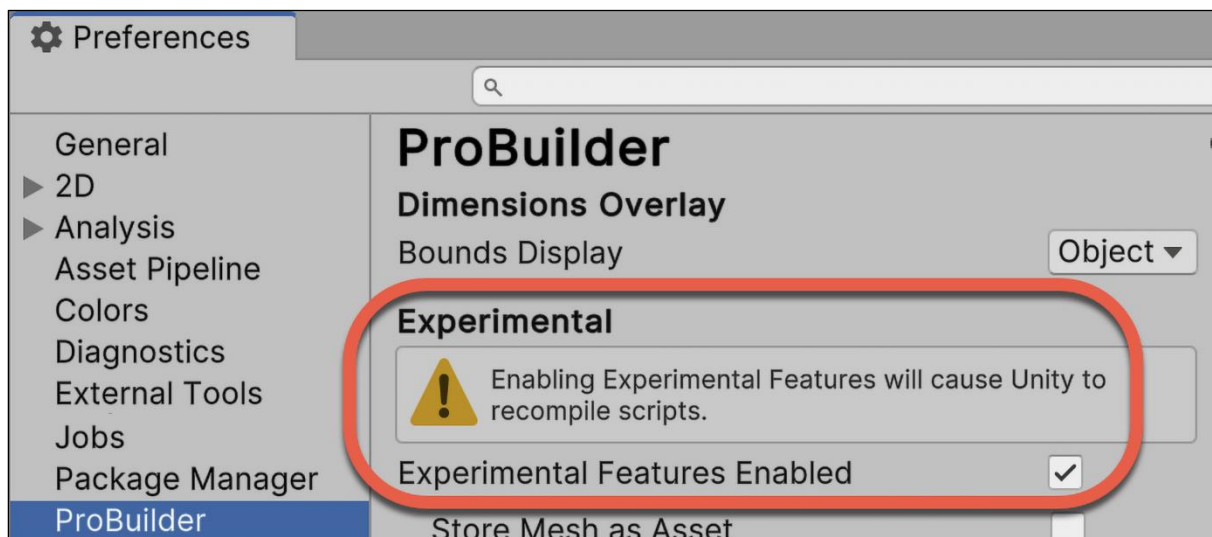 Preferences
General
2D
Analysis
Asset Pipeline
Colors
Diagnostics
External Tools
Jobs
Package Manager
ProBuilder
ProBuilder
Dimensions Overlay
Bounds Display
Object
Experimental
Enabling Experimental Features will cause Unity to
recompile scripts.
Experimental Features Enabled
Store Mesh as Asset